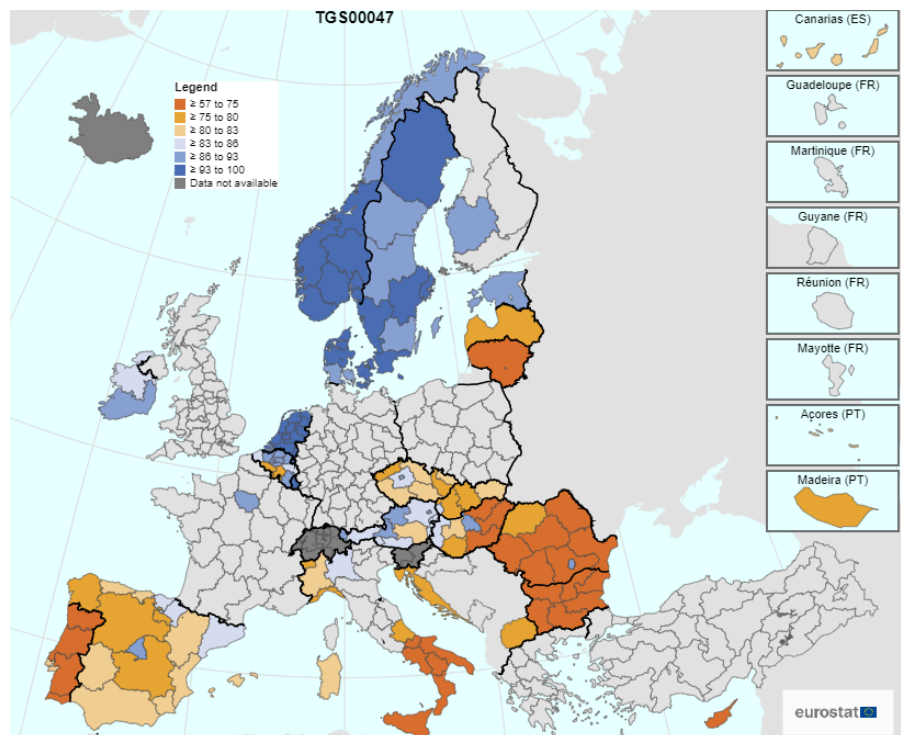 TGS00047
Legend
≥ 57 to 75
≥ 75 to 80
≥ 80 to 83
≥ 83 to 86
≥ 86 to 93
≥ 93 to 100
Data not available
Canarias (ES)
Guadeloupe (FR)
Martinique (FR)
Guyane (FR)
Réunion (FR)
Mayotte (FR)
Açores (PT)
Madeira (PT)
eurostat